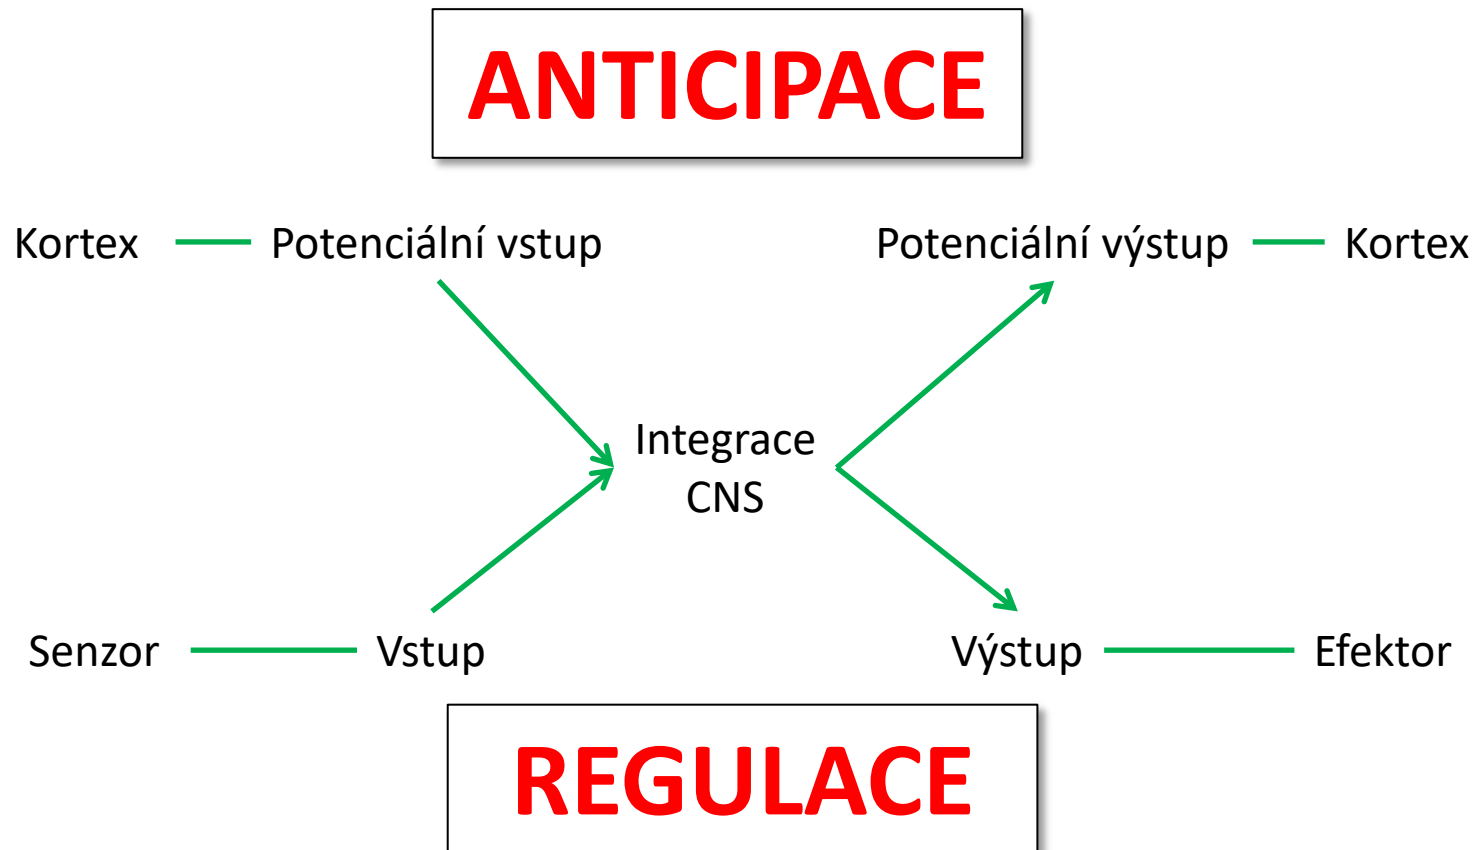 ANTICIPACE
Kortex Potenciální vstup Potenciální výstup Kortex
Integrace
CNS
Senzor Vstup Výstup Efektor
REGULACE